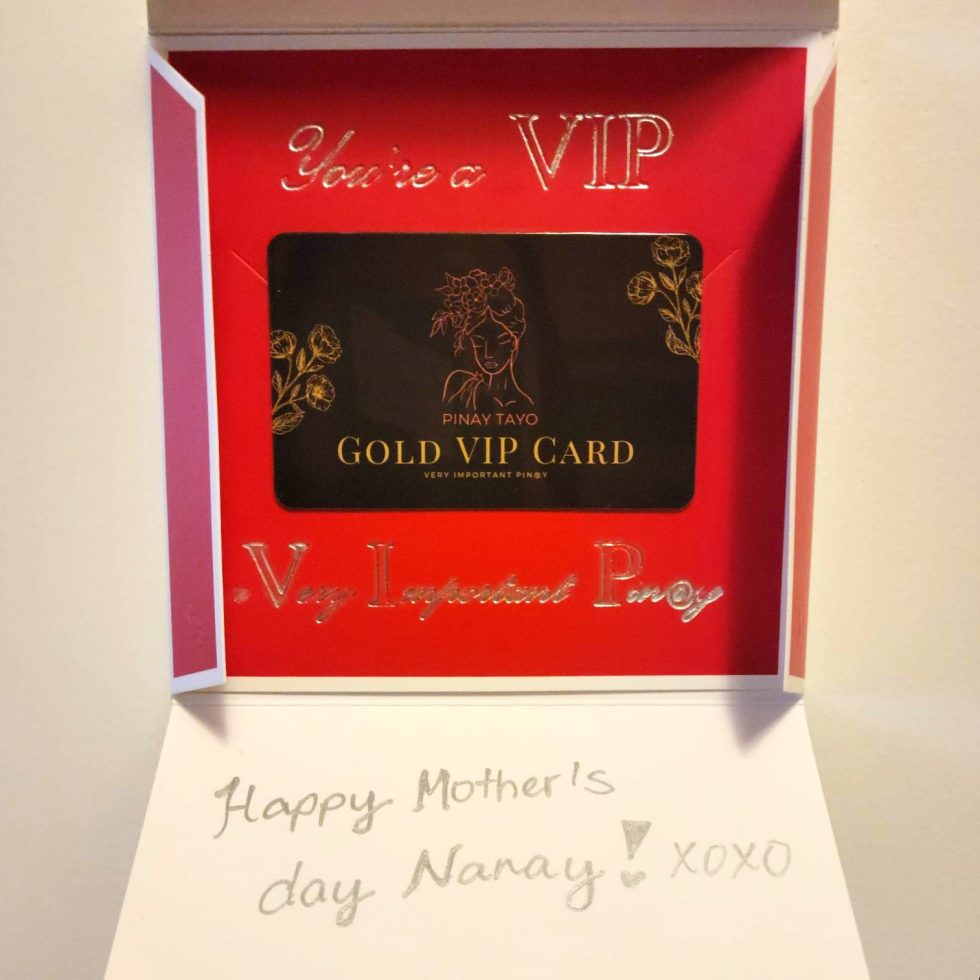 You're a VIP
PINAY TAYO
GOLD VIP CARD
VERY IMPORTANT PIN@Y
a Very Important Pin@y
Happy Mother's
day Nanay! xoxo